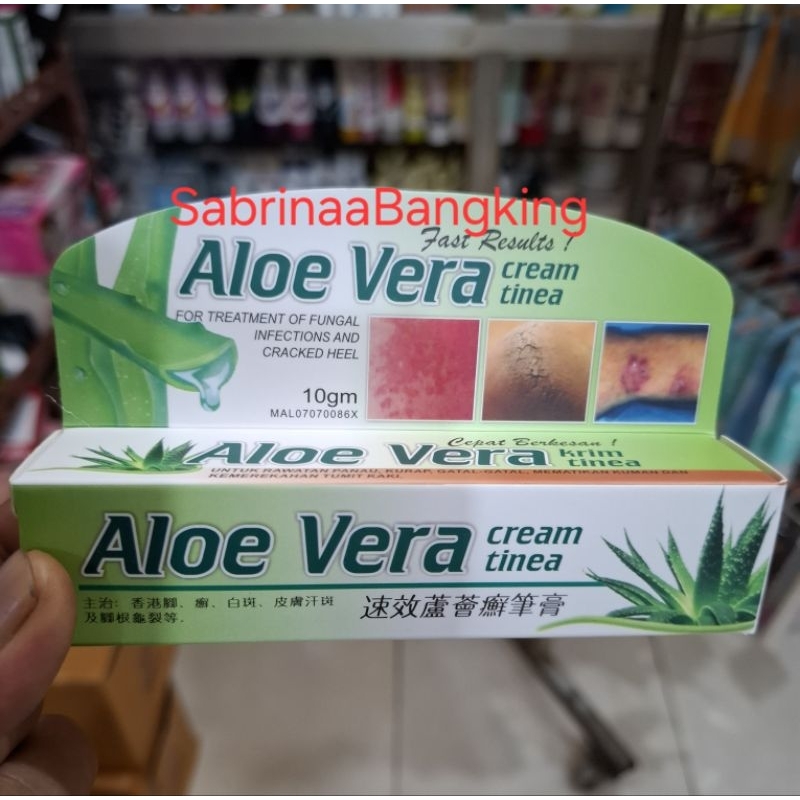 SabrinaaBangking
Fast Results !
Aloe Vera cream tinea
FOR TREATMENT OF FUNGAL
INFECTIONS AND
CRACKED HEEL
10gm
MAL07070086X
Cepat Berkesan !
Aloe Vera krim tinea
UNTUK RAWATAN PANAU, KURAP, GATAL-GATAL, MEMATIKAN KUMAN DAN
KEMEREKAHAN TUMIT KAKI.
Aloe Vera cream tinea
主治: 香港腳、癬、白斑、皮膚汗斑
及腳根龜裂等.
速效蘆薈癬筆膏